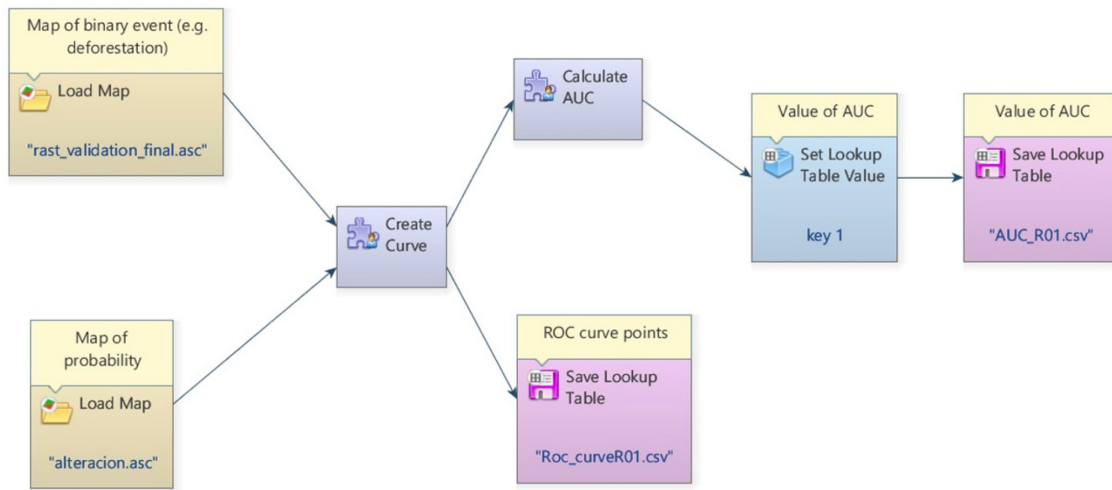 Map of binary event (e.g.
deforestation)
Load Map
"rast_validation_final.asc"
Map of
probability
Load Map
"alteracion.asc"
Create
Curve
Calculate
AUC
ROC curve points
Save Lookup
Table
"Roc_curveR01.csv"
Value of AUC
Set Lookup
Table Value
key 1
Value of AUC
Save Lookup
Table
"AUC_R01.csv"